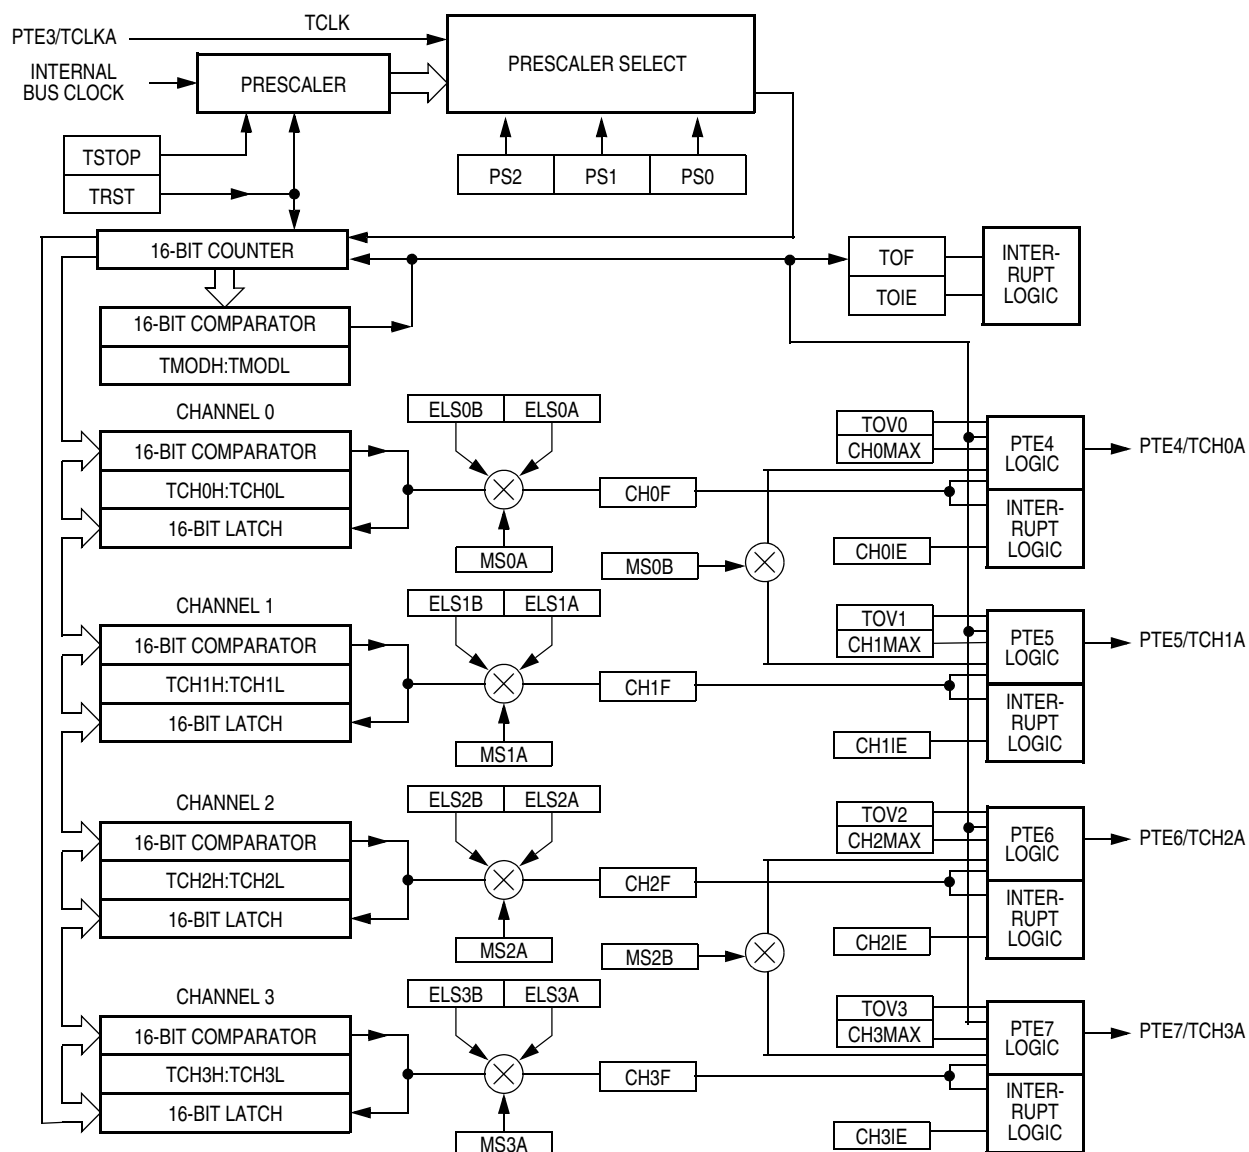 PTE3/TCLKA
TCLK
INTERNAL
BUS CLOCK
PRESCALER
PRESCALER SELECT
TSTOP
TRST
PS2
PS1
PS0
16-BIT COUNTER
16-BIT COMPARATOR
TMODH:TMODL
TOF
TOIE
INTER-
RUPT
LOGIC
CHANNEL 0
16-BIT COMPARATOR
TCH0H:TCH0L
16-BIT LATCH
ELS0B
ELS0A
MS0A
CH0F
MS0B
TOV0
CH0MAX
CH0IE
PTE4
LOGIC
INTER-
RUPT
LOGIC
PTE4/TCH0A
CHANNEL 1
16-BIT COMPARATOR
TCH1H:TCH1L
16-BIT LATCH
ELS1B
ELS1A
MS1A
CH1F
TOV1
CH1MAX
CH1IE
PTE5
LOGIC
INTER-
RUPT
LOGIC
PTE5/TCH1A
CHANNEL 2
16-BIT COMPARATOR
TCH2H:TCH2L
16-BIT LATCH
ELS2B
ELS2A
MS2A
CH2F
MS2B
TOV2
CH2MAX
CH2IE
PTE6
LOGIC
INTER-
RUPT
LOGIC
PTE6/TCH2A
CHANNEL 3
16-BIT COMPARATOR
TCH3H:TCH3L
16-BIT LATCH
ELS3B
ELS3A
MS3A
CH3F
TOV3
CH3MAX
CH3IE
PTE7
LOGIC
INTER-
RUPT
LOGIC
PTE7/TCH3A